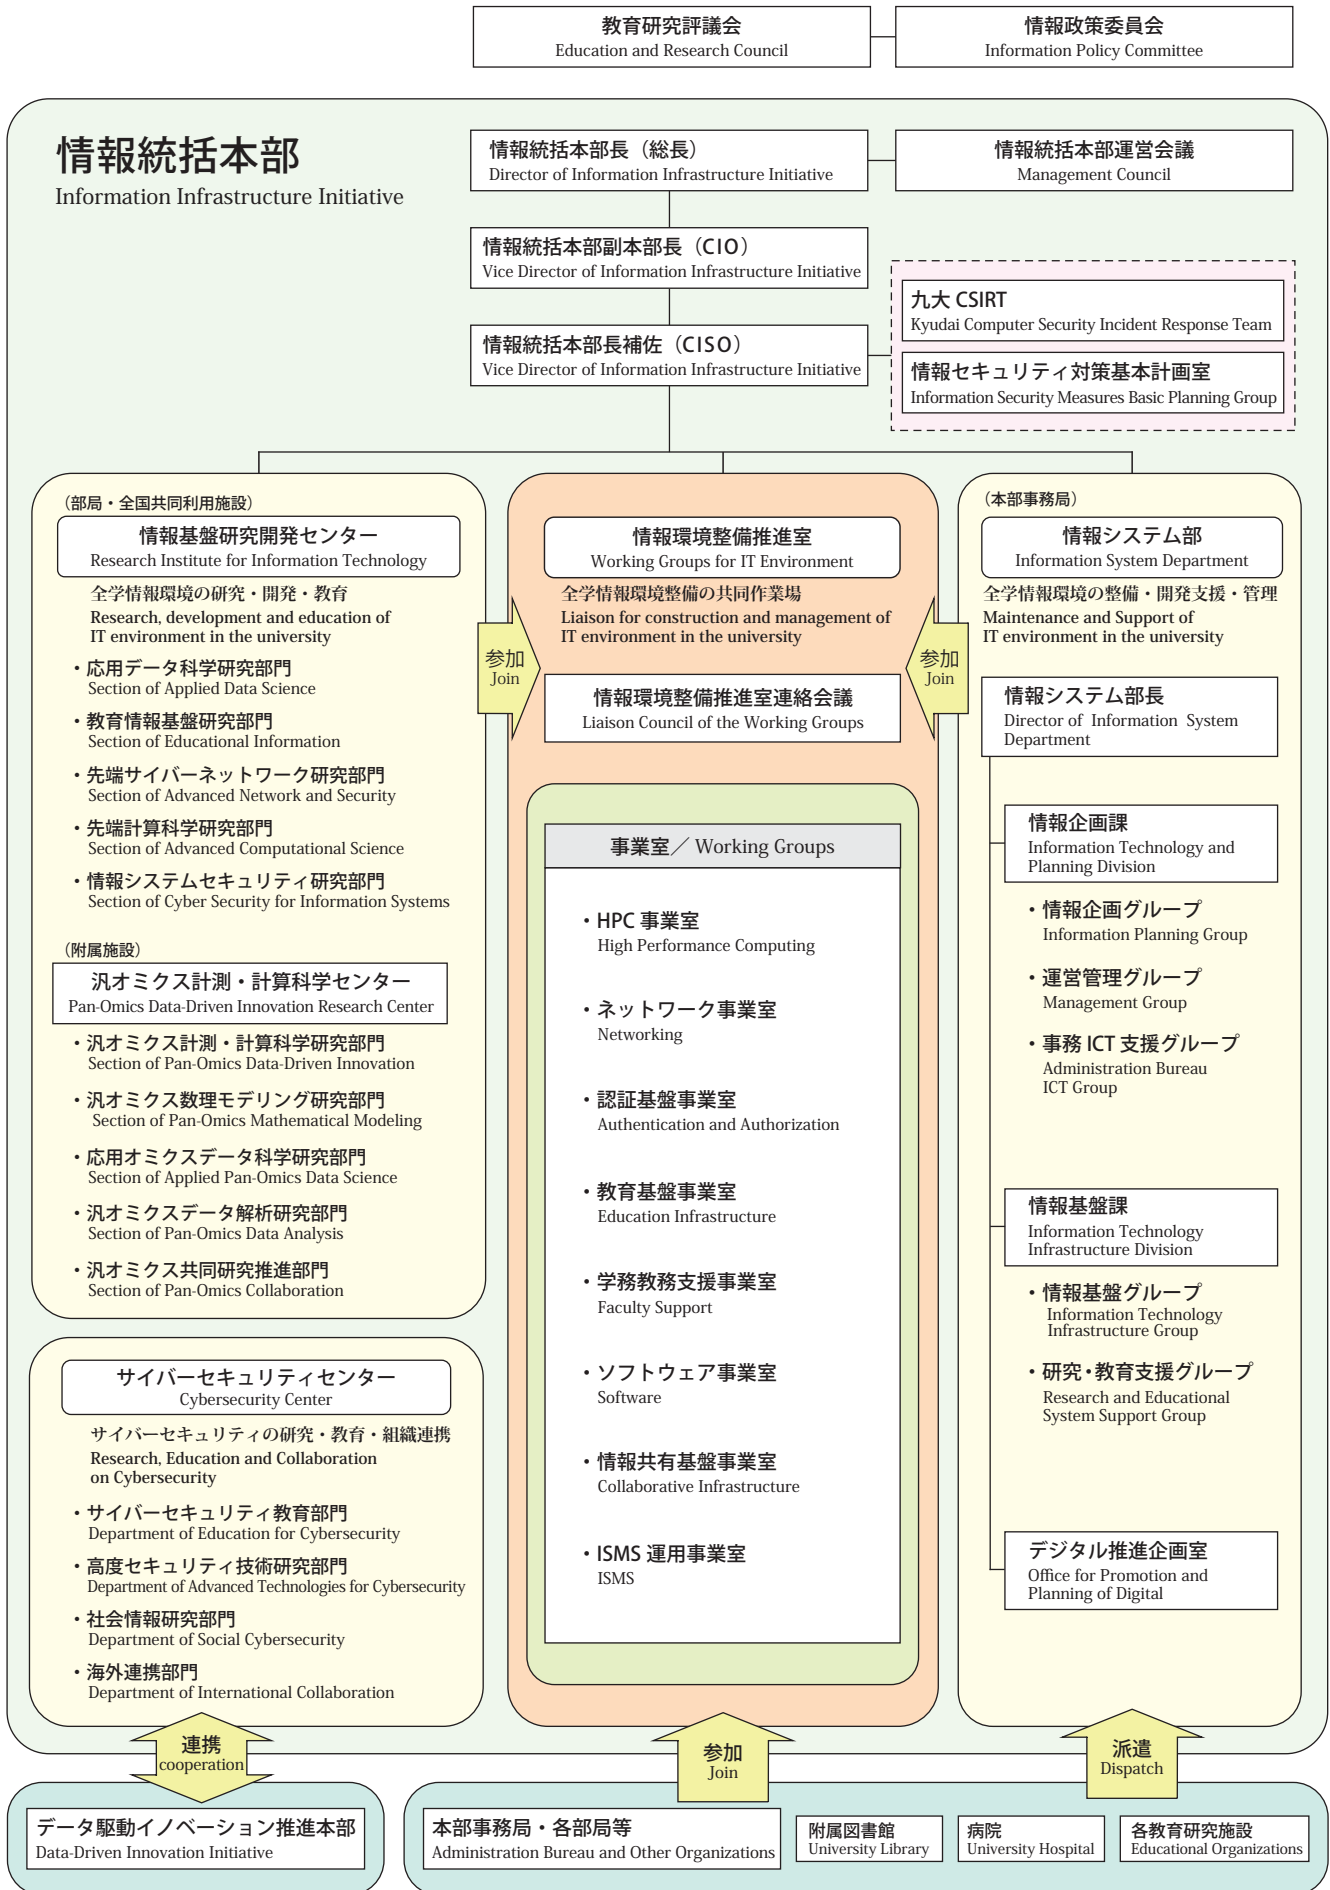 教育研究評議会
Education and Research Council
情報政策委員会
Information Policy Committee
情報統括本部
Information Infrastructure Initiative
情報統括本部長（総長）
Director of Information Infrastructure Initiative
情報統括本部運営会議
Management Council
情報統括本部副本部長（CIO）
Vice Director of Information Infrastructure Initiative
情報統括本部長補佐（CISO）
Vice Director of Information Infrastructure Initiative
九大 CSIRT
Kyudai Computer Security Incident Response Team
情報セキュリティ対策基本計画室
Information Security Measures Basic Planning Group
（部局・全国共同利用施設）
情報基盤研究開発センター
Research Institute for Information Technology
全学情報環境の研究・開発・教育
Research, development and education of
IT environment in the university
・応用データ科学研究部門
Section of Applied Data Science
・教育情報基盤研究部門
Section of Educational Information
・先端サイバーネットワーク研究部門
Section of Advanced Network and Security
・先端計算科学研究部門
Section of Advanced Computational Science
・情報システムセキュリティ研究部門
Section of Cyber Security for Information Systems
（附属施設）
汎オミクス計測・計算科学センター
Pan-Omics Data-Driven Innovation Research Center
・汎オミクス計測・計算科学研究部門
Section of Pan-Omics Data-Driven Innovation
・汎オミクス数理モデリング研究部門
Section of Pan-Omics Mathematical Modeling
・応用オミクスデータ科学研究部門
Section of Applied Pan-Omics Data Science
・汎オミクスデータ解析研究部門
Section of Pan-Omics Data Analysis
・汎オミクス共同研究推進部門
Section of Pan-Omics Collaboration
サイバーセキュリティセンター
Cybersecurity Center
サイバーセキュリティの研究・教育・組織連携
Research, Education and Collaboration
on Cybersecurity
・サイバーセキュリティ教育部門
Department of Education for Cybersecurity
・高度セキュリティ技術研究部門
Department of Advanced Technologies for Cybersecurity
・社会情報研究部門
Department of Social Cybersecurity
・海外連携部門
Department of International Collaboration
参加
Join
情報環境整備推進室
Working Groups for IT Environment
全学情報環境整備の共同作業場
Liaison for construction and management of
IT environment in the university
情報環境整備推進室連絡会議
Liaison Council of the Working Groups
事業室／ Working Groups
・HPC 事業室
High Performance Computing
・ネットワーク事業室
Networking
・認証基盤事業室
Authentication and Authorization
・教育基盤事業室
Education Infrastructure
・学務教務支援事業室
Faculty Support
・ソフトウェア事業室
Software
・情報共有基盤事業室
Collaborative Infrastructure
・ISMS 運用事業室
ISMS
参加
Join
（本部事務局）
情報システム部
Information System Department
全学情報環境の整備・開発支援・管理
Maintenance and Support of
IT environment in the university
情報システム部長
Director of Information System
Department
情報企画課
Information Technology and
Planning Division
・情報企画グループ
Information Planning Group
・運営管理グループ
Management Group
・事務 ICT 支援グループ
Administration Bureau
ICT Group
情報基盤課
Information Technology
Infrastructure Division
・情報基盤グループ
Information Technology
Infrastructure Group
・研究・教育支援グループ
Research and Educational
System Support Group
デジタル推進企画室
Office for Promotion and
Planning of Digital
連携
cooperation
参加
Join
派遣
Dispatch
データ駆動イノベーション推進本部
Data-Driven Innovation Initiative
本部事務局・各部局等
Administration Bureau and Other Organizations
附属図書館
University Library
病院
University Hospital
各教育研究施設
Educational Organizations